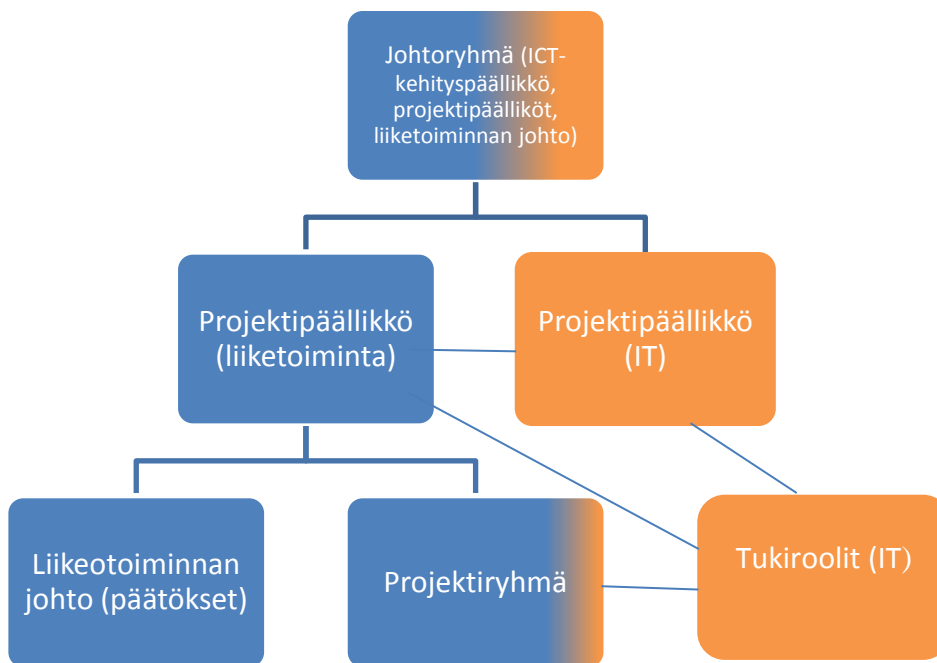 Johtoryhmä (ICT-
kehityspäällikkö,
projektipäälliköt,
liiketoiminnan johto)
Projektipäällikkö
(liiketoiminta)
Projektipäällikkö
(IT)
Liikeotoiminnan
johto (päätökset)
Projektiryhmä
Tukiroolit (IT)